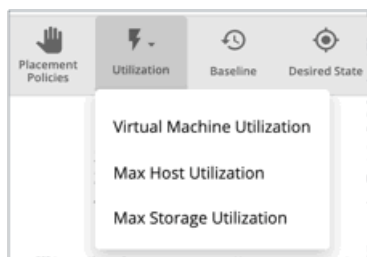 Placement
Policies
Utilization
Baseline
Desired State
Virtual Machine Utilization
Max Host Utilization
Max Storage Utilization